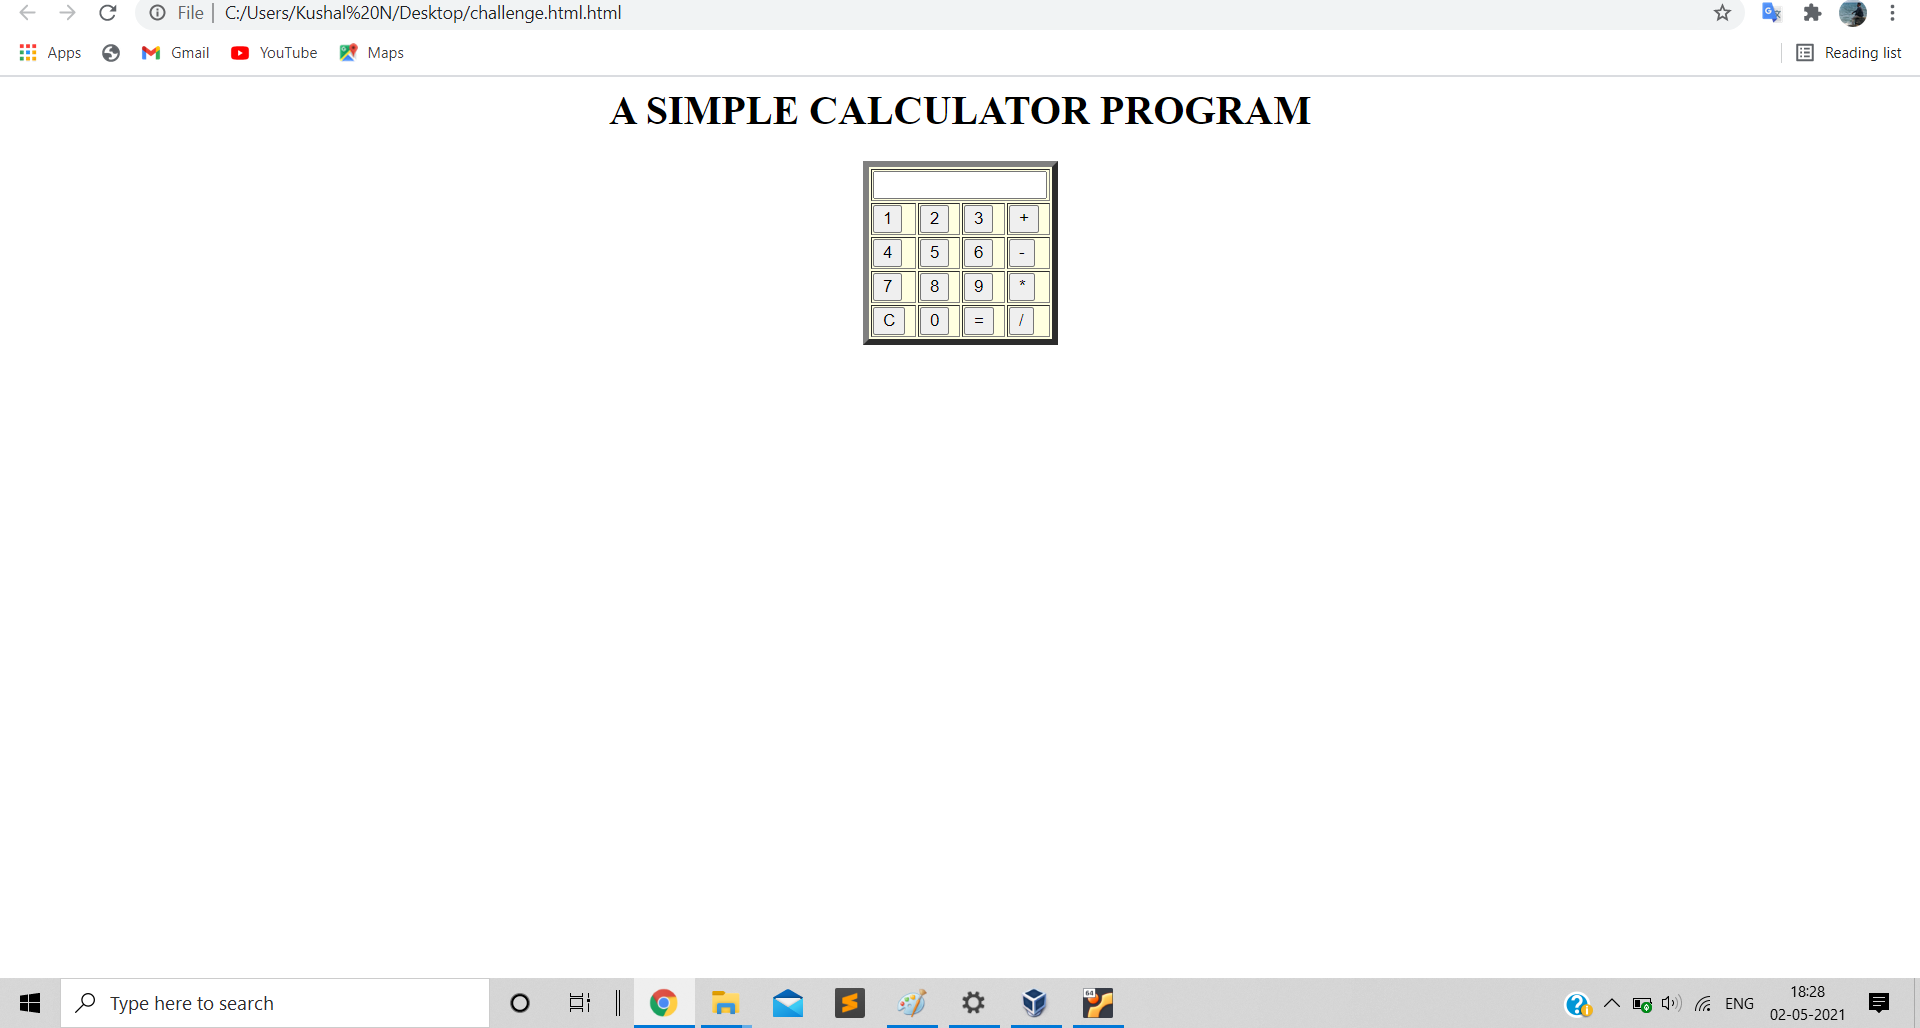 File | C:/Users/Kushal%20N/Desktop/challenge.html.html
Apps Gmail YouTube Maps Reading list
A SIMPLE CALCULATOR PROGRAM
1 2 3 +
4 5 6 -
7 8 9 *
C 0 = /
Type here to search
64
ENG
18:28
02-05-2021